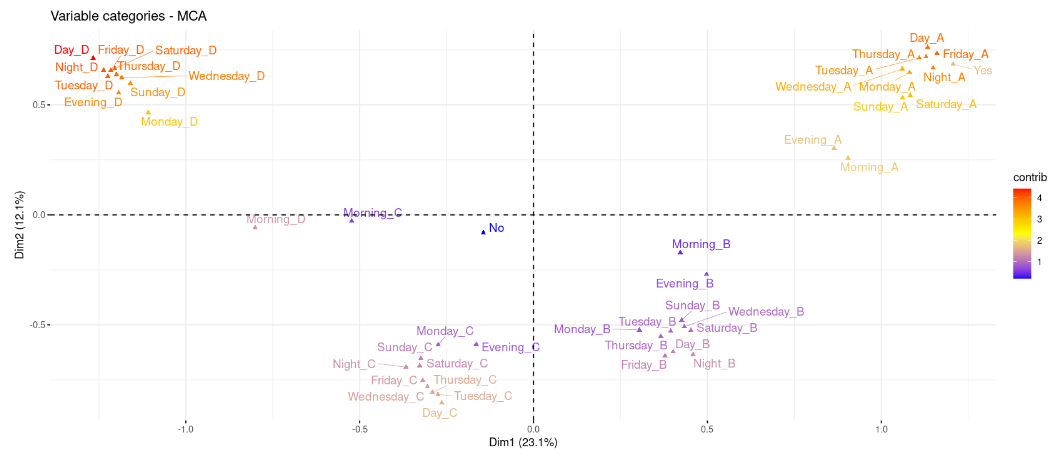 Variable categories - MCA
Day_D Friday_D Saturday_D
Night_D Thursday_D
Wednesday_D
Tuesday_D
Sunday_D
Evening_D
Monday_D
Day_A
Thursday_A Friday_A
Tuesday_A Yes
Night_A
Wednesday_A Monday_A
Sunday_A Saturday_A
Evening_A
Morning_A
Morning_D Morning_C
No
Morning_B
Evening_B
Sunday_B
Wednesday_B
Monday_B Tuesday_B
Saturday_B
Thursday_B Day_B
Friday_B Night_B
Monday_C
Sunday_C Evening_C
Night_C Saturday_C
Friday_C Thursday_C
Wednesday_C Tuesday_C
Day_C
0.5
0.0
-0.5
-1.0 -0.5 0.0 0.5 1.0
Dim1 (23.1%)
Dim2 (12.1%)
contrib
4
3
2
1